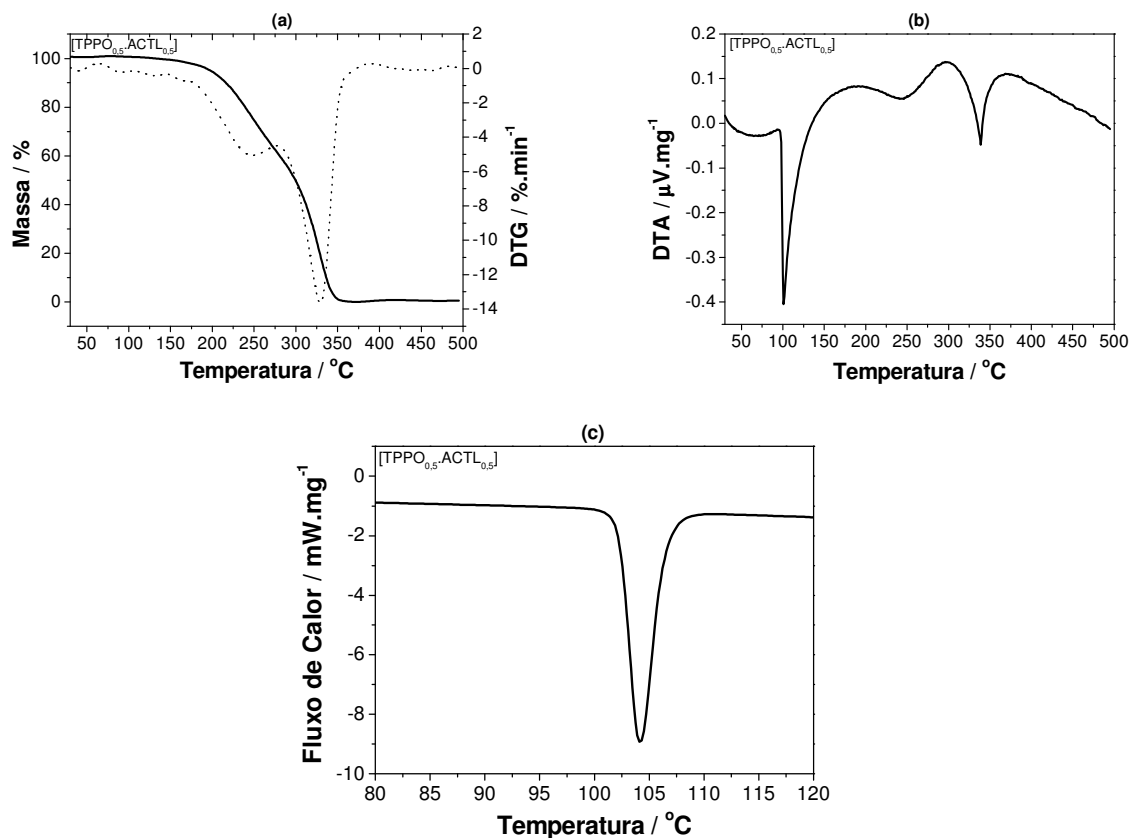 (a)
[TPPO0,5.ACTL0,5]
Massa / %
100
80
60
40
20
0
2
0
-2
-4
-6
-8
-10
-12
-14
DTG / %.min-1
50 100 150 200 250 300 350 400 450 500
Temperatura / oC
(b)
[TPPO0,5.ACTL0,5]
DTA / μV.mg-1
0.2
0.1
0.0
-0.1
-0.2
-0.3
-0.4
50 100 150 200 250 300 350 400 450 500
Temperatura / oC
(c)
[TPPO0,5.ACTL0,5]
Fluxo de Calor / mW.mg-1
0
-2
-4
-6
-8
-10
80 85 90 95 100 105 110 115 120
Temperatura / oC